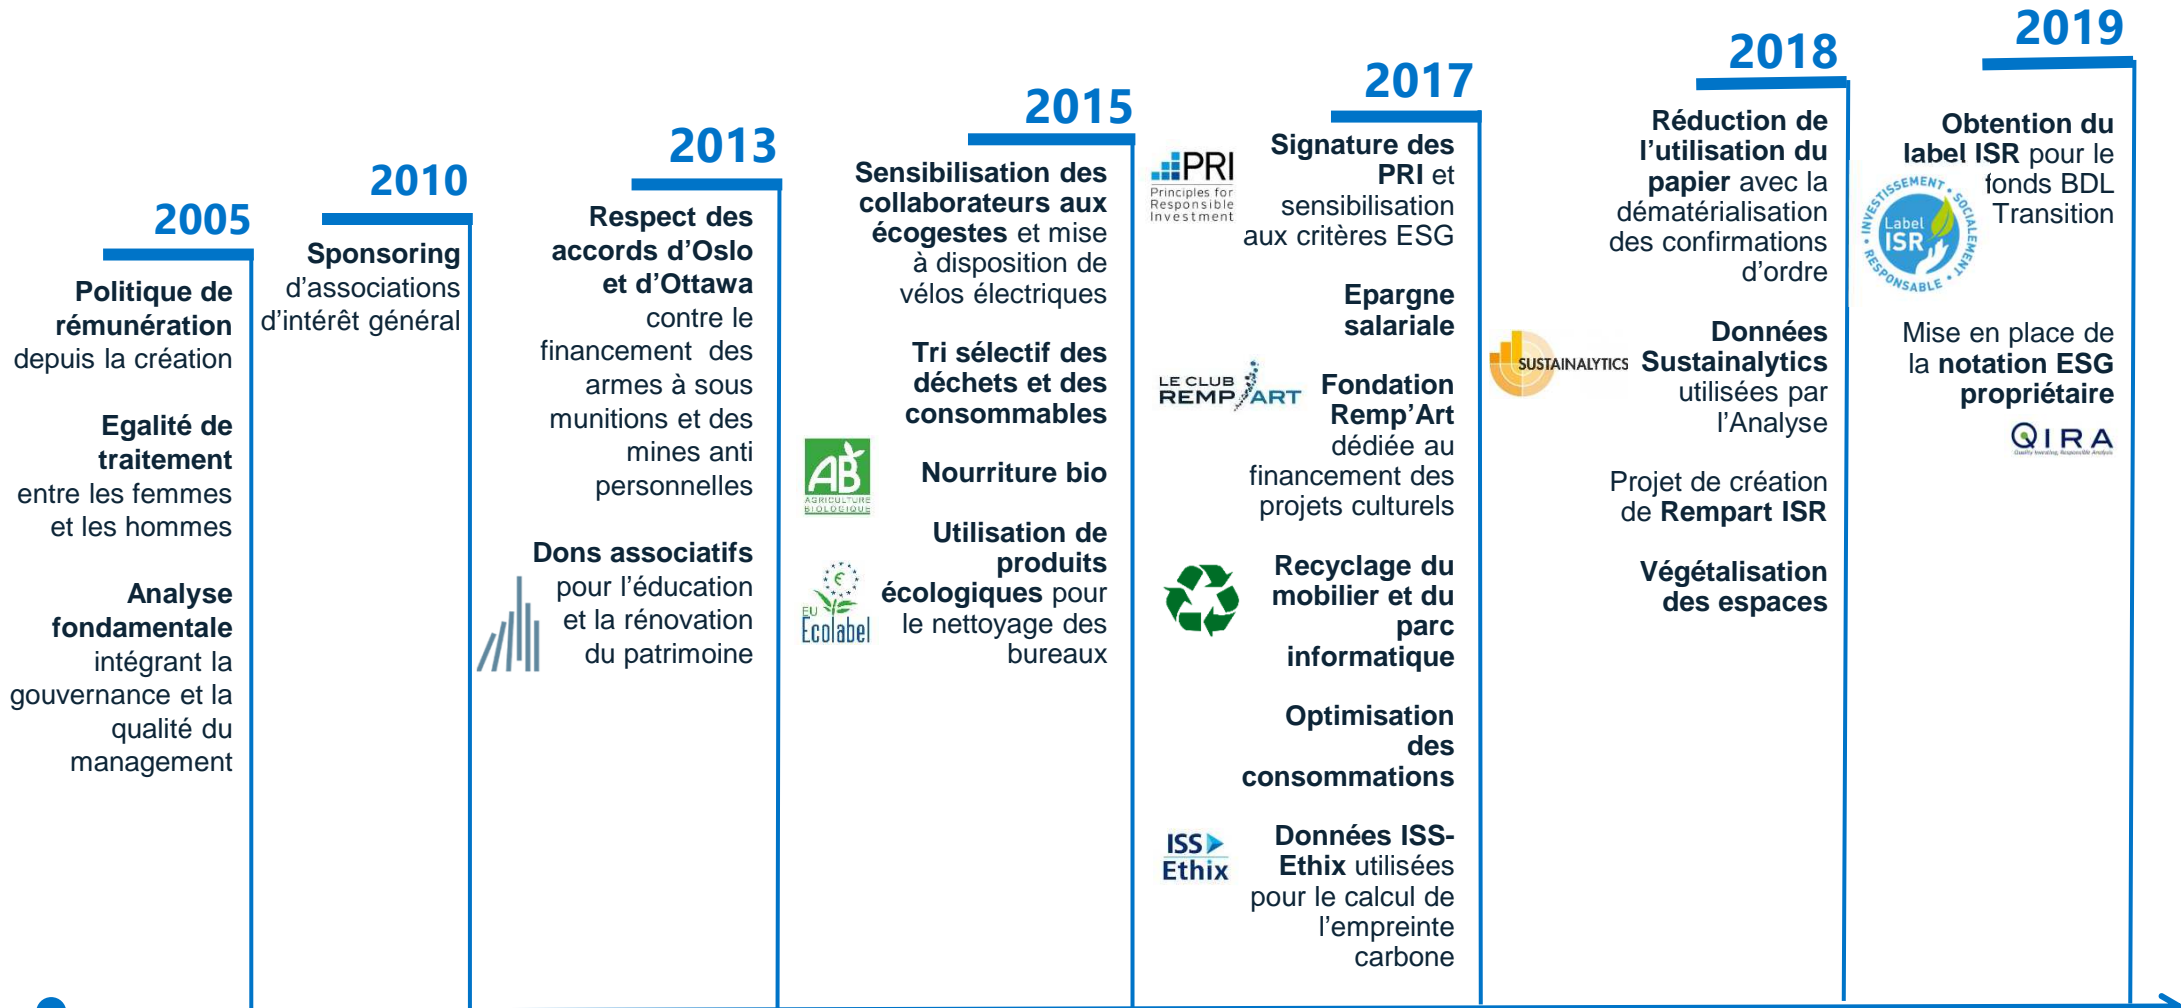 2005
Politique de
rémunération
depuis la création
Egalité de
traitement
entre les femmes
et les hommes
Analyse
fondamentale
intégrant la
gouvernance et la
qualité du
management
2010
Sponsoring
d'associations
d'intérêt général
2013
Respect des
accords d'Oslo
et d'Ottawa
contre le
financement des
armes à sous
munitions et des
mines anti
personnelles
Dons associatifs
pour l'éducation
et la rénovation
du patrimoine
2015
Sensibilisation des
collaborateurs aux
écogestes et mise
à disposition de
vélos électriques
Tri sélectif des
déchets et des
consommables
AB
AGRICULTURE
BIOLOGIQUE
Nourriture bio
Utilisation de
produits
écologiques pour
le nettoyage des
bureaux
EU
Ecolabel
2017
PRI
Principles for
Responsible
Investment
Signature des
PRI et
sensibilisation
aux critères ESG
Epargne
salariale
LE CLUB
REMP ART
Fondation
Remp'Art
dédiée au
financement des
projets culturels
Recyclage du
mobilier et du
parc
informatique
Optimisation
des
consommations
ISS
Ethix
Données ISS-
Ethix utilisées
pour le calcul de
l'empreinte
carbone
2018
Réduction de
l'utilisation du
papier avec la
dématérialisation
des confirmations
d'ordre
SUSTAINALYTICS
Données
Sustainalytics
utilisées par
l'Analyse
Projet de création
de Rempart ISR
Végétalisation
des espaces
2019
Obtention du
label ISR pour le
fonds BDL
Transition
INVESTISSEMENT • SOCIALEMENT • RESPONSABLE •
Label
ISR
Mise en place de
la notation ESG
propriétaire
QIRA
Quality Investing, Responsible Analysis